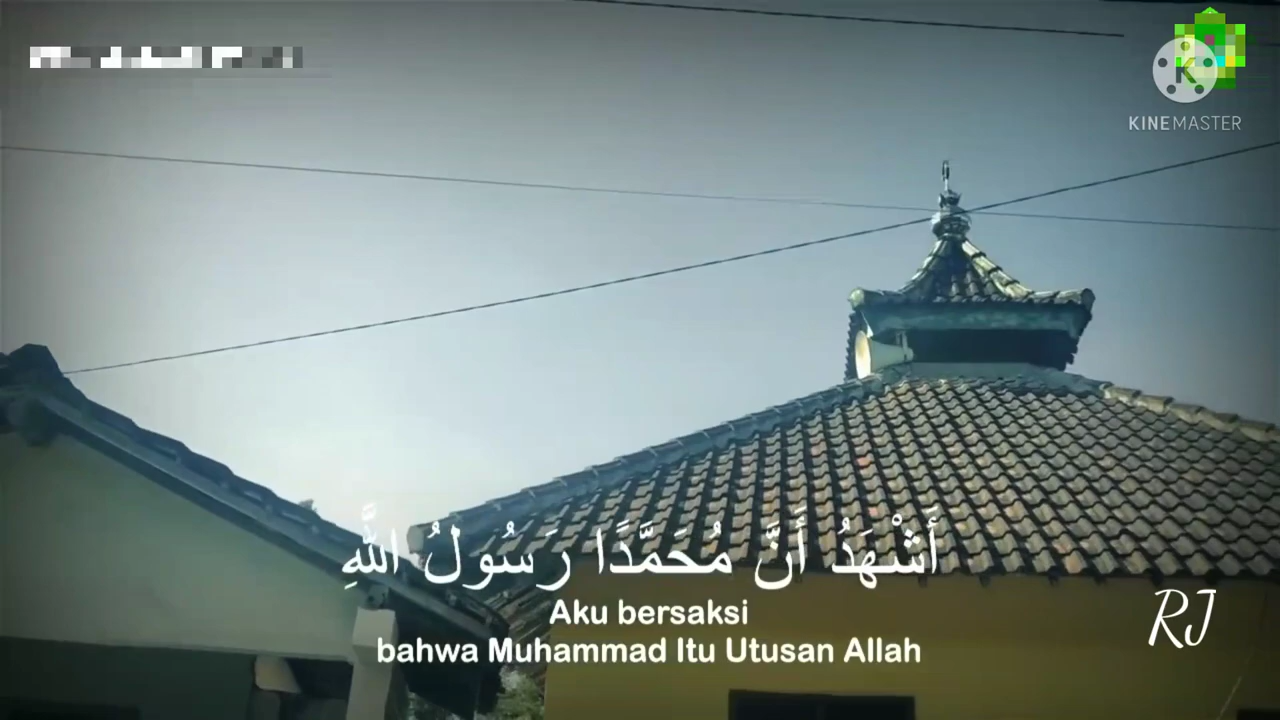 KINEMASTER
أَشْهَدُ أَنَّ مُحَمَّدًا رَسُولُ اللَّهِ
Aku bersaksi
bahwa Muhammad Itu Utusan Allah
RJ